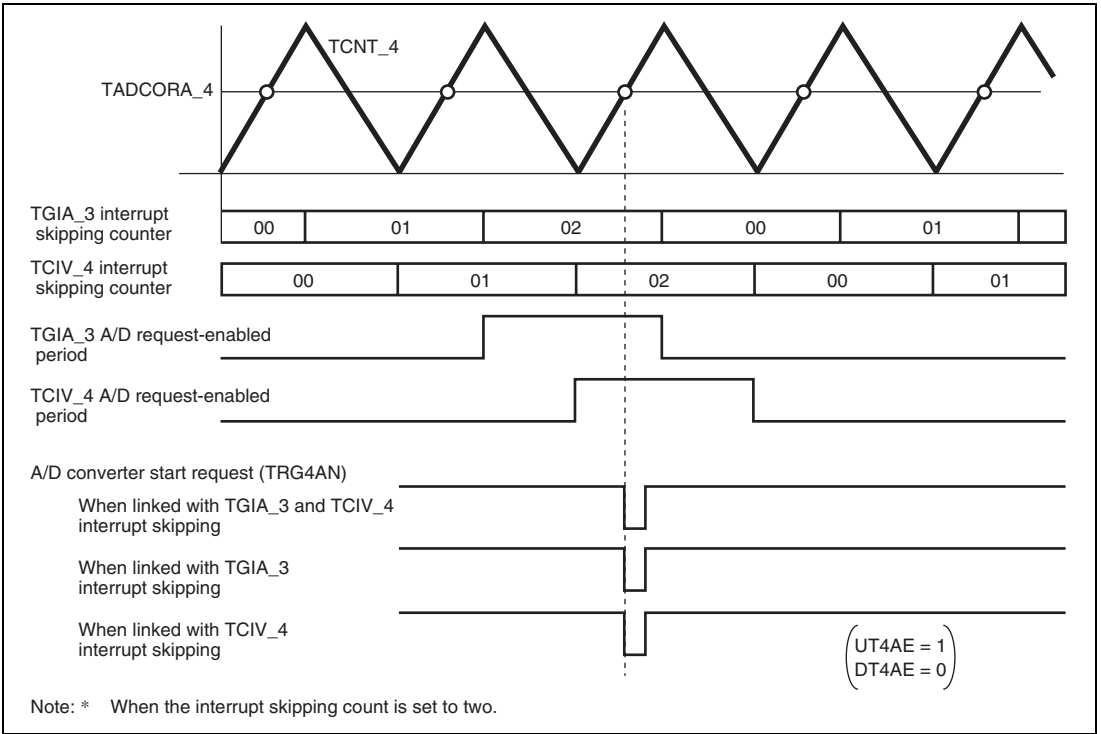 TCNT_4
TADCORA_4
TGIA_3 interrupt
skipping counter
00 01 02 00 01
TCIV_4 interrupt
skipping counter
00 01 02 00 01
TGIA_3 A/D request-enabled
period
TCIV_4 A/D request-enabled
period
A/D converter start request (TRG4AN)
When linked with TGIA_3 and TCIV_4
interrupt skipping
When linked with TGIA_3
interrupt skipping
When linked with TCIV_4
interrupt skipping
UT4AE = 1
DT4AE = 0
Note: * When the interrupt skipping count is set to two.